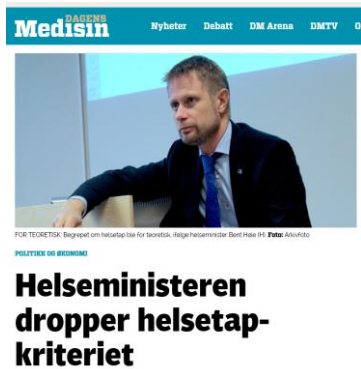 DAGENS
Medisin
Nyheter Debatt DM Arena DMTV O
FOR TEORETISK: Begrepet om helsetap ble for teoretisk, ifølge helseminister Bent Høie (H). Foto: Arkivfoto
POLITIKK OG ØKONOMI
Helseministeren
dropper helsetap-
kriteriet